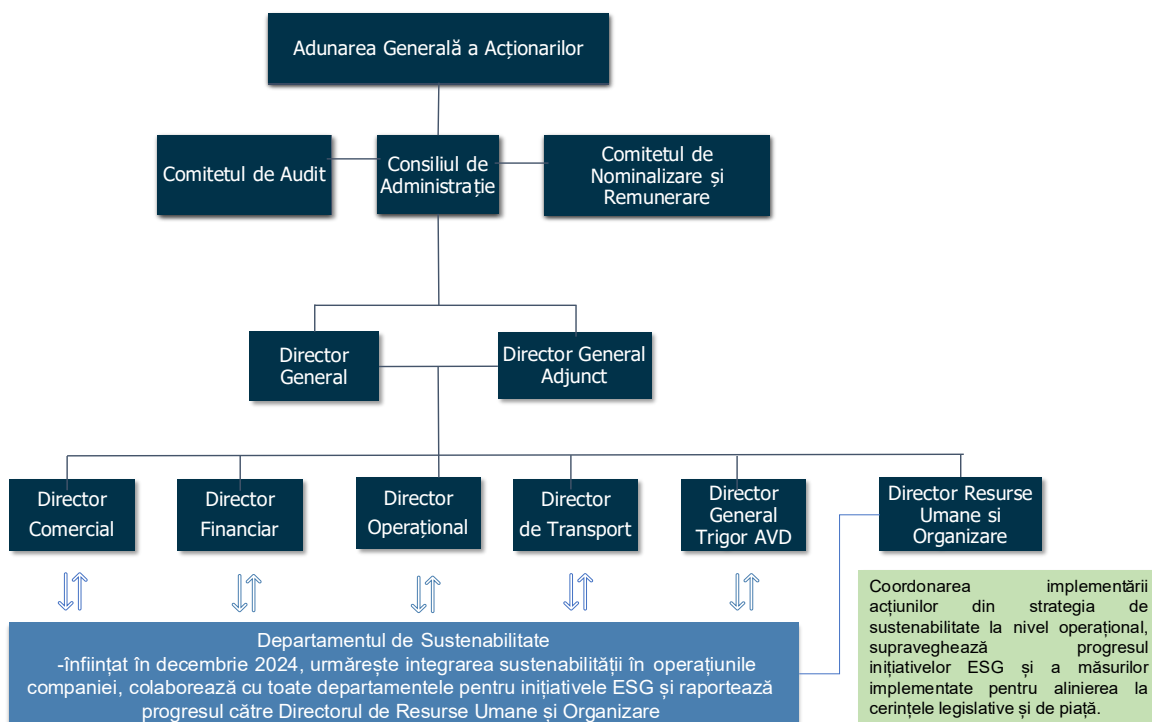 Adunarea Generală a Acționarilor
Comitetul de Audit
Consiliul de
Administrație
Comitetul de
Nominalizare și
Remunerare
Director
General
Director General
Adjunct
Director
Comercial
Director
Financiar
Director
Operațional
Director
de Transport
Director
General
Trigor AVD
Director Resurse
Umane si
Organizare
Departamentul de Sustenabilitate
-înființat în decembrie 2024, urmărește integrarea sustenabilității în operațiunile
companiei, colaborează cu toate departamentele pentru inițiativele ESG și raportează
progresul către Directorul de Resurse Umane și Organizare
Coordonarea implementării
acțiunilor din strategia de
sustenabilitate la nivel operațional,
supraveghează progresul
inițiativelor ESG și a măsurilor
implementate pentru alinierea la
cerințele legislative și de piață.